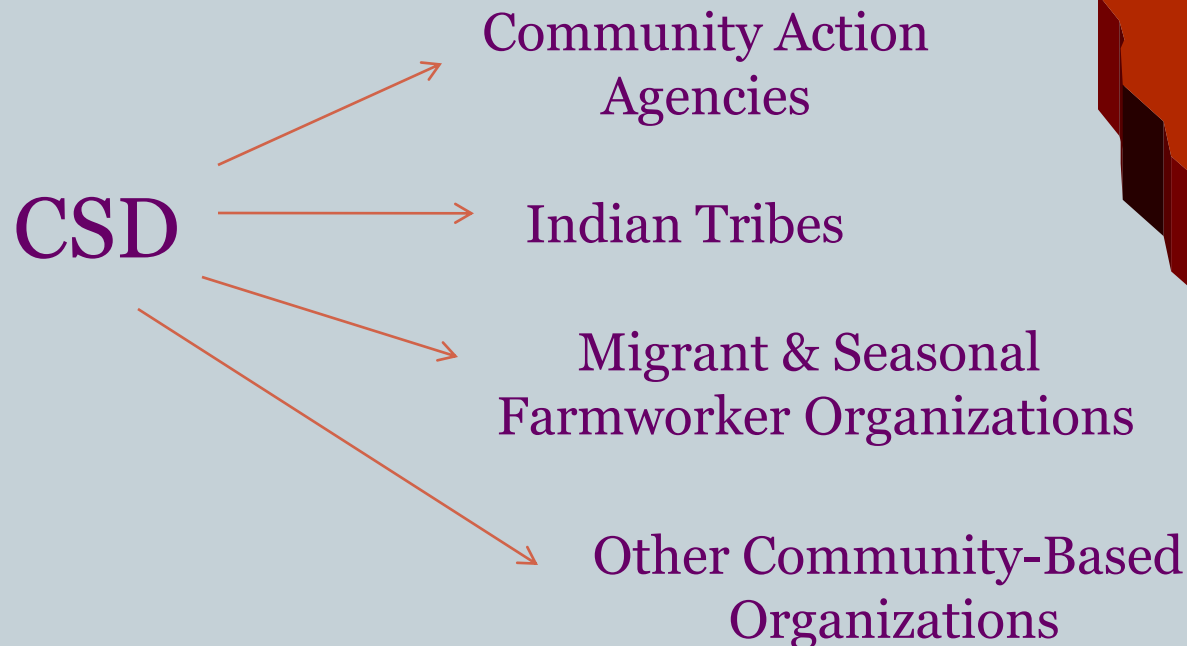 Community Action
Agencies
CSD
Indian Tribes
Migrant & Seasonal
Farmworker Organizations
Other Community-Based
Organizations